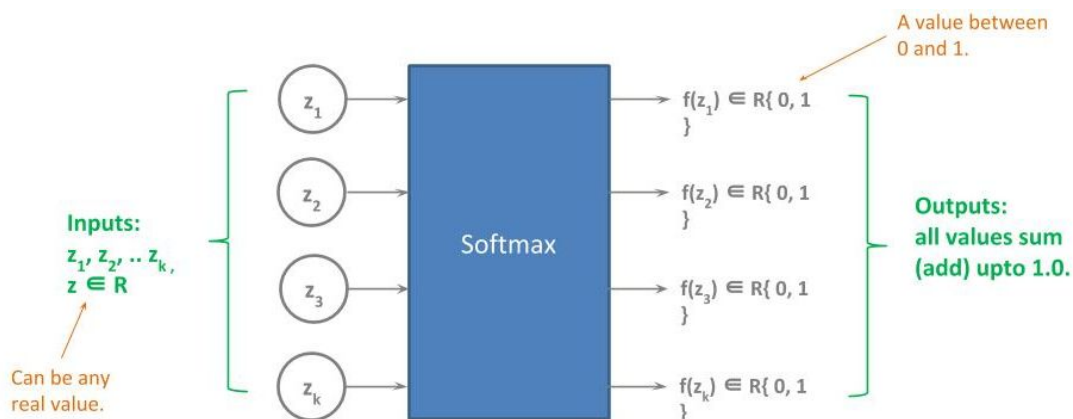 A value between
0 and 1.
z1
f(z1) ∈ R{ 0, 1
}
z2
f(z2) ∈ R{ 0, 1
}
Inputs:
z1, z2, .. zk ,
z ∈ R
Softmax
Outputs:
all values sum
(add) upto 1.0.
z3
f(z3) ∈ R{ 0, 1
}
Can be any
real value.
zk
f(zk) ∈ R{ 0, 1
}